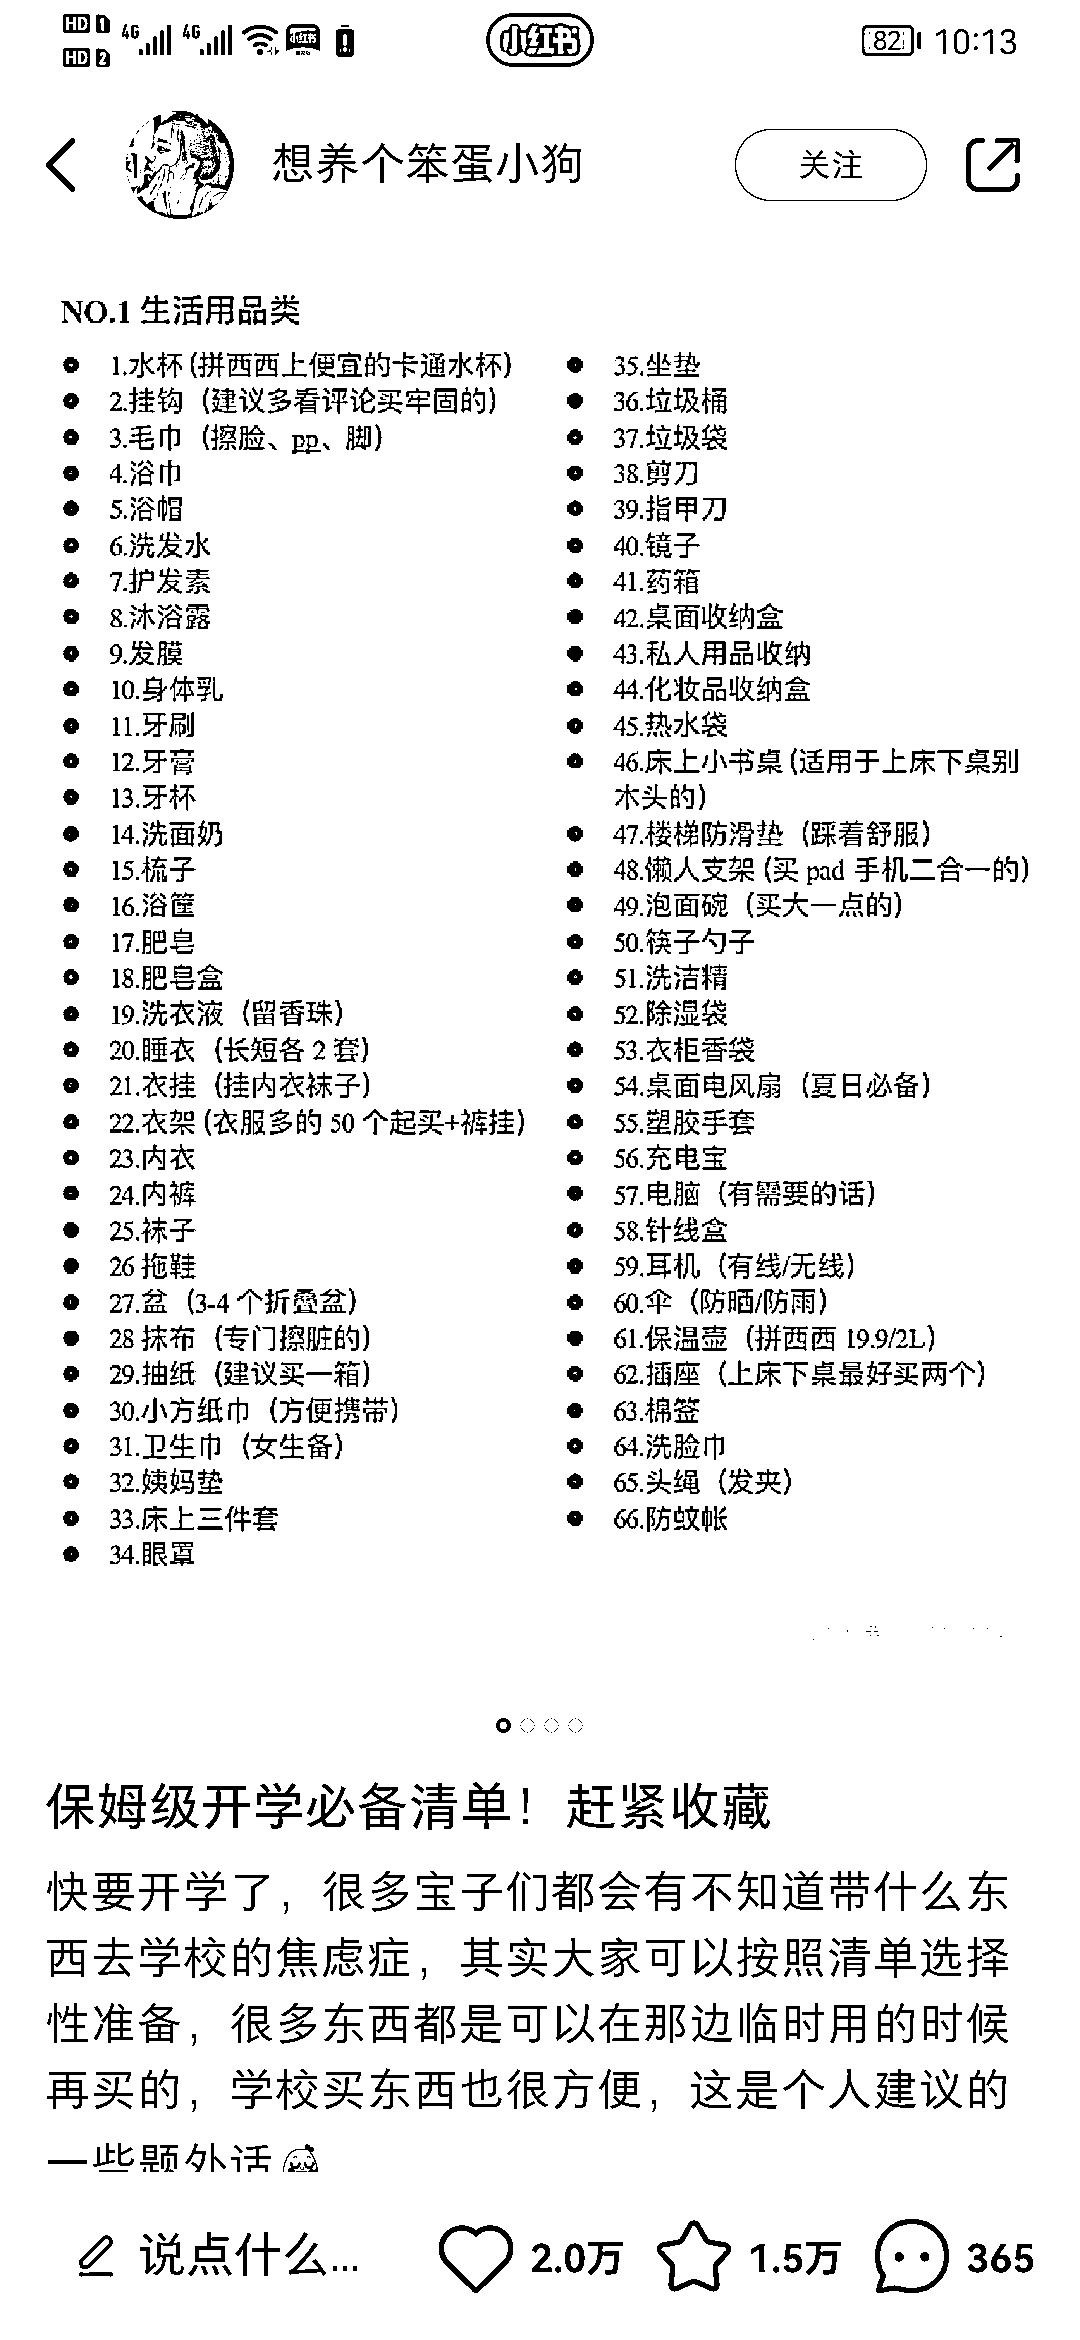 HD 1 4G 4G 小红书 小红书 82 10:13
HD 2
想养个笨蛋小狗 关注
NO.1 生活用品类
1.水杯(拼西西上便宜的卡通水杯)
2.挂钩（建议多看评论买牢固的）
3.毛巾（擦脸、pp、脚）
4.浴巾
5.浴帽
6.洗发水
7.护发素
8.沐浴露
9.发膜
10.身体乳
11.牙刷
12.牙膏
13.牙杯
14.洗面奶
15.梳子
16.浴筐
17.肥皂
18.肥皂盒
19.洗衣液（留香珠）
20.睡衣（长短各 2 套）
21.衣挂（挂内衣袜子）
22.衣架(衣服多的 50 个起买+裤挂)
23.内衣
24.内裤
25.袜子
26 拖鞋
27.盆（3-4 个折叠盆）
28 抹布（专门擦脏的）
29.抽纸（建议买一箱）
30.小方纸巾（方便携带）
31.卫生巾（女生备）
32.姨妈垫
33.床上三件套
34.眼罩
35.坐垫
36.垃圾桶
37.垃圾袋
38.剪刀
39.指甲刀
40.镜子
41.药箱
42.桌面收纳盒
43.私人用品收纳
44.化妆品收纳盒
45.热水袋
46.床上小书桌(适用于上床下桌别
木头的)
47.楼梯防滑垫（踩着舒服）
48.懒人支架(买 pad 手机二合一的)
49.泡面碗（买大一点的）
50.筷子勺子
51.洗洁精
52.除湿袋
53.衣柜香袋
54.桌面电风扇（夏日必备）
55.塑胶手套
56.充电宝
57.电脑（有需要的话）
58.针线盒
59.耳机（有线/无线）
60.伞（防晒/防雨）
61.保温壶（拼西西 19.9/2L）
62.插座（上床下桌最好买两个）
63.棉签
64.洗脸巾
65.头绳（发夹）
66.防蚊帐
保姆级开学必备清单！赶紧收藏
快要开学了，很多宝子们都会有不知道带什么东
西去学校的焦虑症，其实大家可以按照清单选择
性准备，很多东西都是可以在那边临时用的时候
再买的，学校买东西也很方便，这是个人建议的
一些题外话
说点什么... 2.0万 1.5万 365